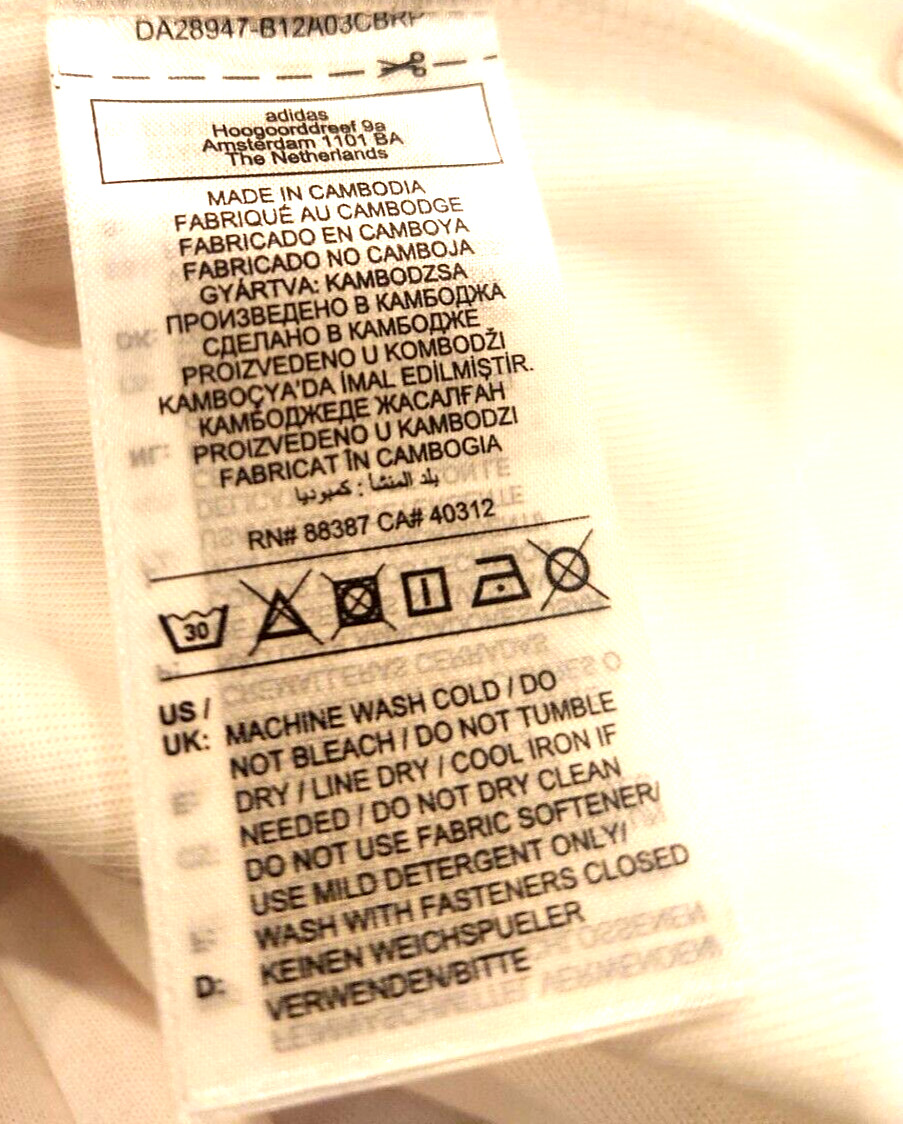 DA28947-B12A03CBRP
adidas
Hoogoorddreef 9a
Amsterdam 1101 BA
The Netherlands
MADE IN CAMBODIA
FABRIQUÉ AU CAMBODGE
FABRICADO EN CAMBOYA
FABRICADO NO CAMBOJA
GYÁRTVA: KAMBODZSA
ПРОИЗВЕДЕНО В КАМБОДЖА
СДЕЛАНО В КАМБОДЖЕ
PROIZVEDENO U KOMBODŽI
KAMBOÇYA'DA İMAL EDİLMİŞTİR.
КАМБОДЖЕДЕ ЖАСАЛҒАН
PROIZVEDENO U KAMBODZI
FABRICAT ÎN CAMBOGIA
بلد المنشأ : كمبوديا
RN# 88387 CA# 40312
30
US / UK: MACHINE WASH COLD / DO
NOT BLEACH / DO NOT TUMBLE
DRY / LINE DRY / COOL IRON IF
NEEDED / DO NOT DRY CLEAN
DO NOT USE FABRIC SOFTENER/
USE MILD DETERGENT ONLY/
WASH WITH FASTENERS CLOSED
D: KEINEN WEICHSPUELER
VERWENDEN/BITTE